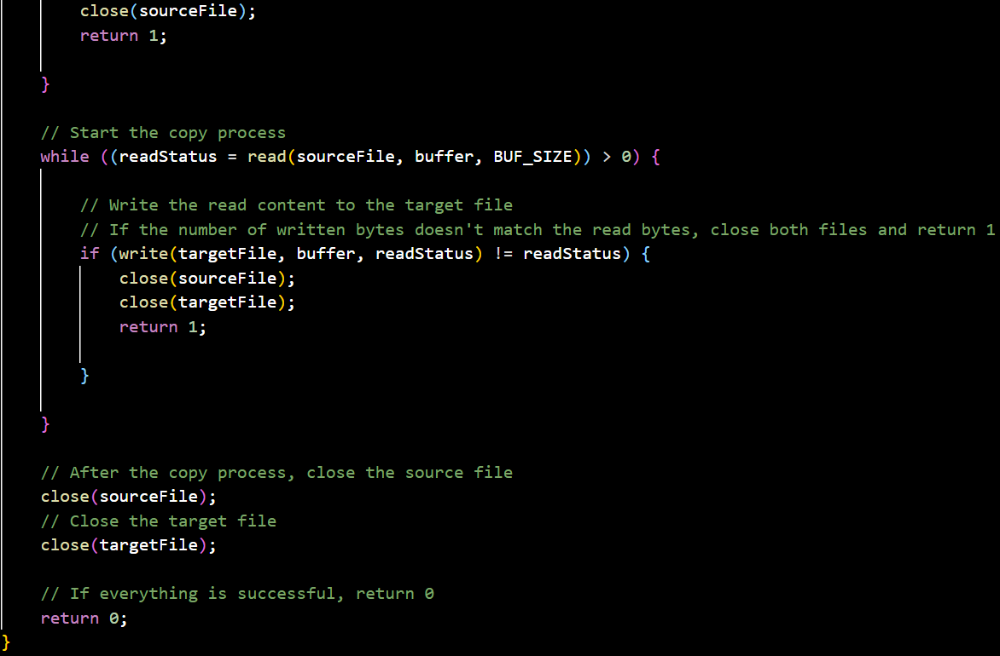 close(sourceFile);
return 1;
}
// Start the copy process
while ((readStatus = read(sourceFile, buffer, BUF_SIZE)) > 0) {
// Write the read content to the target file
// If the number of written bytes doesn't match the read bytes, close both files and return 1
if (write(targetFile, buffer, readStatus) != readStatus) {
close(sourceFile);
close(targetFile);
return 1;
}
}
// After the copy process, close the source file
close(sourceFile);
// Close the target file
close(targetFile);
// If everything is successful, return 0
return 0;
}